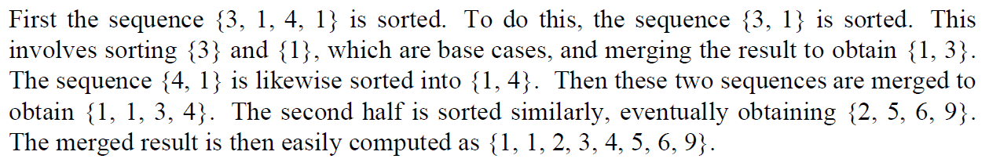 First the sequence {3, 1, 4, 1} is sorted. To do this, the sequence {3, 1} is sorted. This
involves sorting {3} and {1}, which are base cases, and merging the result to obtain {1, 3}.
The sequence {4, 1} is likewise sorted into {1, 4}. Then these two sequences are merged to
obtain {1, 1, 3, 4}. The second half is sorted similarly, eventually obtaining {2, 5, 6, 9}.
The merged result is then easily computed as {1, 1, 2, 3, 4, 5, 6, 9}.